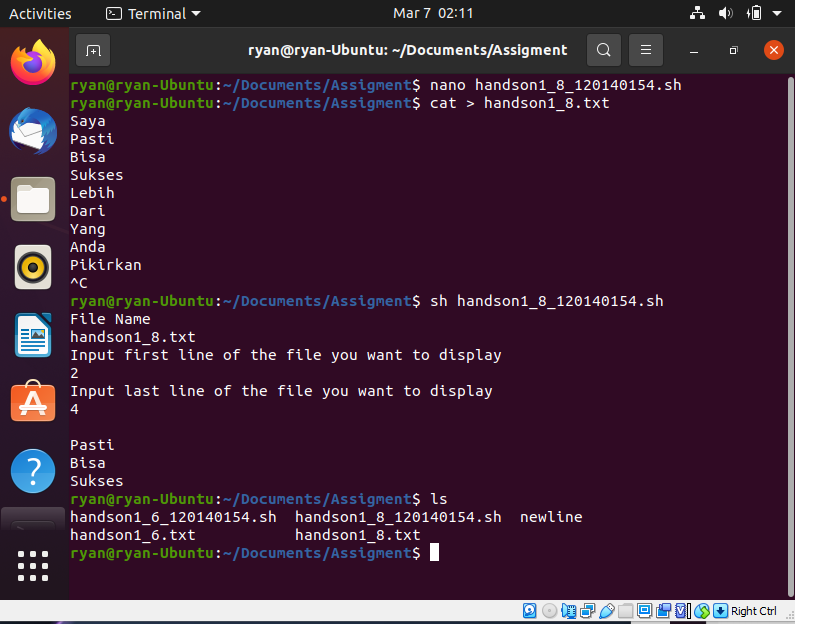 Activities Terminal Mar 7 02:11
ryan@ryan-Ubuntu: ~/Documents/Assigment
ryan@ryan-Ubuntu:~/Documents/Assigment$ nano handson1_8_120140154.sh
ryan@ryan-Ubuntu:~/Documents/Assigment$ cat > handson1_8.txt
Saya
Pasti
Bisa
Sukses
Lebih
Dari
Yang
Anda
Pikirkan
^C
ryan@ryan-Ubuntu:~/Documents/Assigment$ sh handson1_8_120140154.sh
File Name
handson1_8.txt
Input first line of the file you want to display
2
Input last line of the file you want to display
4
Pasti
Bisa
Sukses
ryan@ryan-Ubuntu:~/Documents/Assigment$ ls
handson1_6_120140154.sh handson1_8_120140154.sh newline
handson1_6.txt handson1_8.txt
ryan@ryan-Ubuntu:~/Documents/Assigment$
Right Ctrl